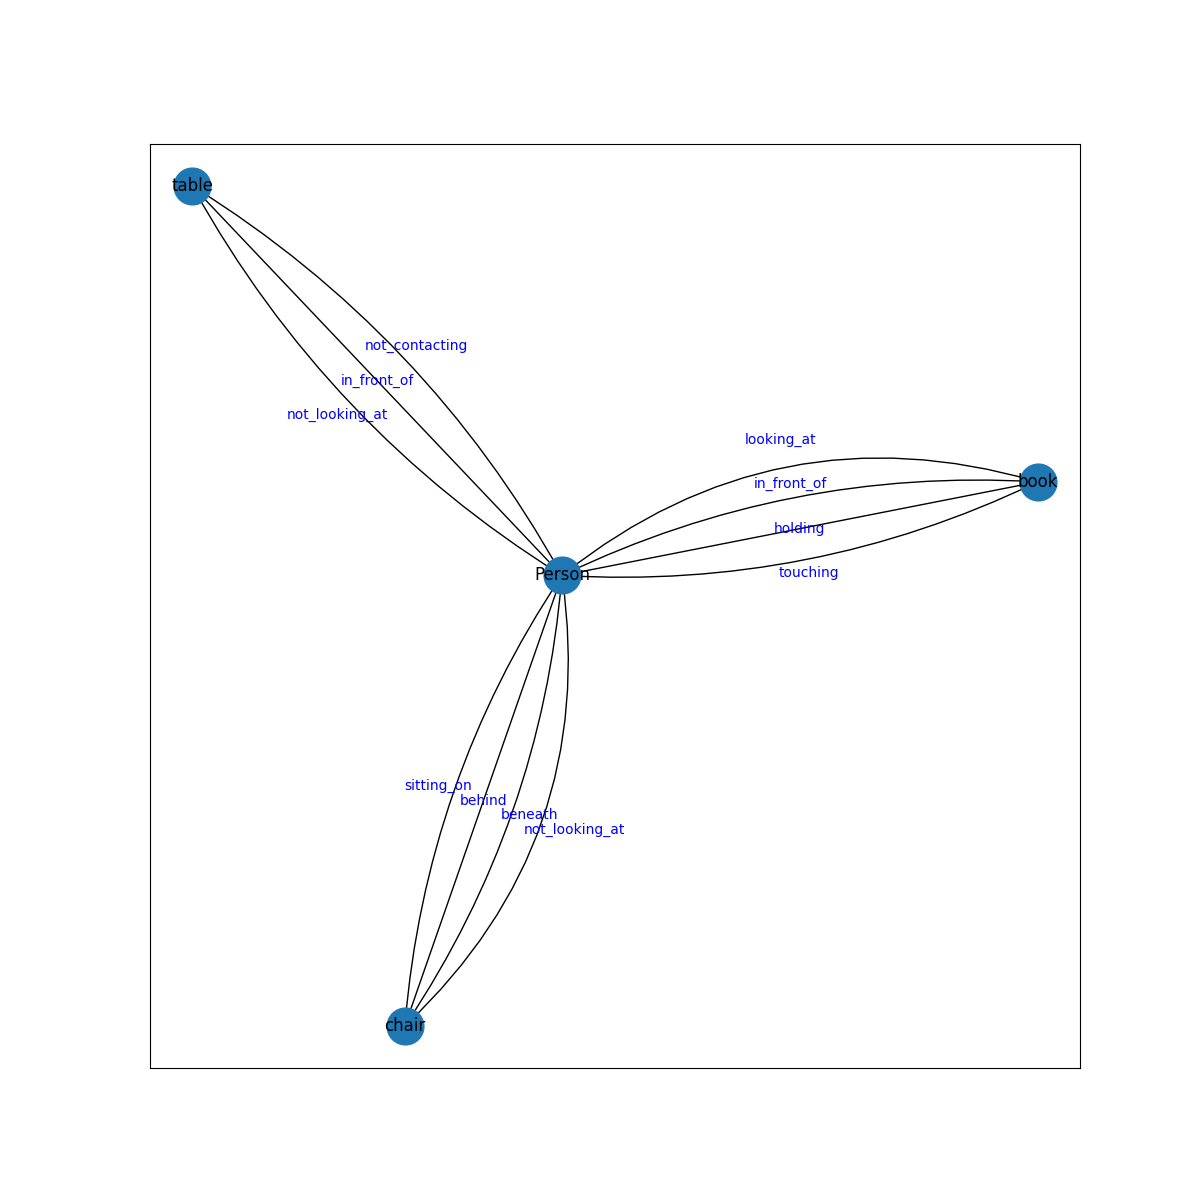 table
not_contacting
in_front_of
not_looking_at
looking_at
in_front_of
book
holding
touching
Person
sitting_on
behind
beneath
not_looking_at
chair